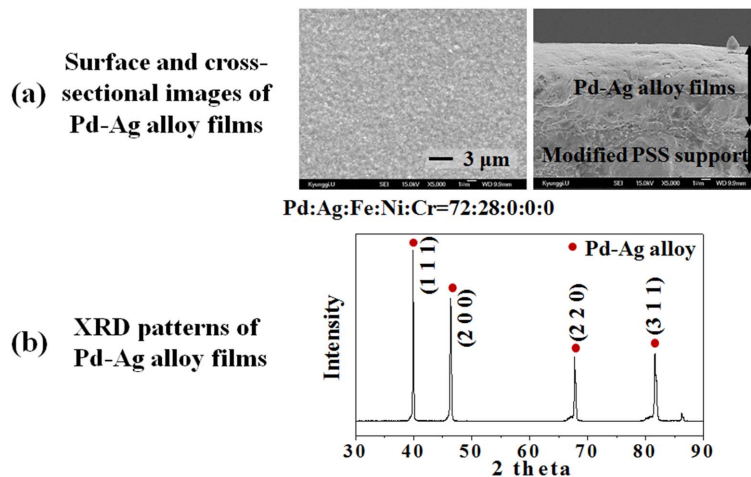 (a)
Surface and cross-
sectional images of
Pd-Ag alloy films
3 μm
Kyunggi.U SEI 15.0kV X5,000 1μm WD 9.9mm
Pd-Ag alloy films
Modified PSS support
Kyunggi.U SEI 15.0kV X5,000 1μm WD 9.9mm
Pd:Ag:Fe:Ni:Cr=72:28:0:0:0
(b)
XRD patterns of
Pd-Ag alloy films
Intensity
Pd-Ag alloy
(1 1 1)
(2 0 0)
(2 2 0)
(3 1 1)
30 40 50 60 70 80 90
2 theta